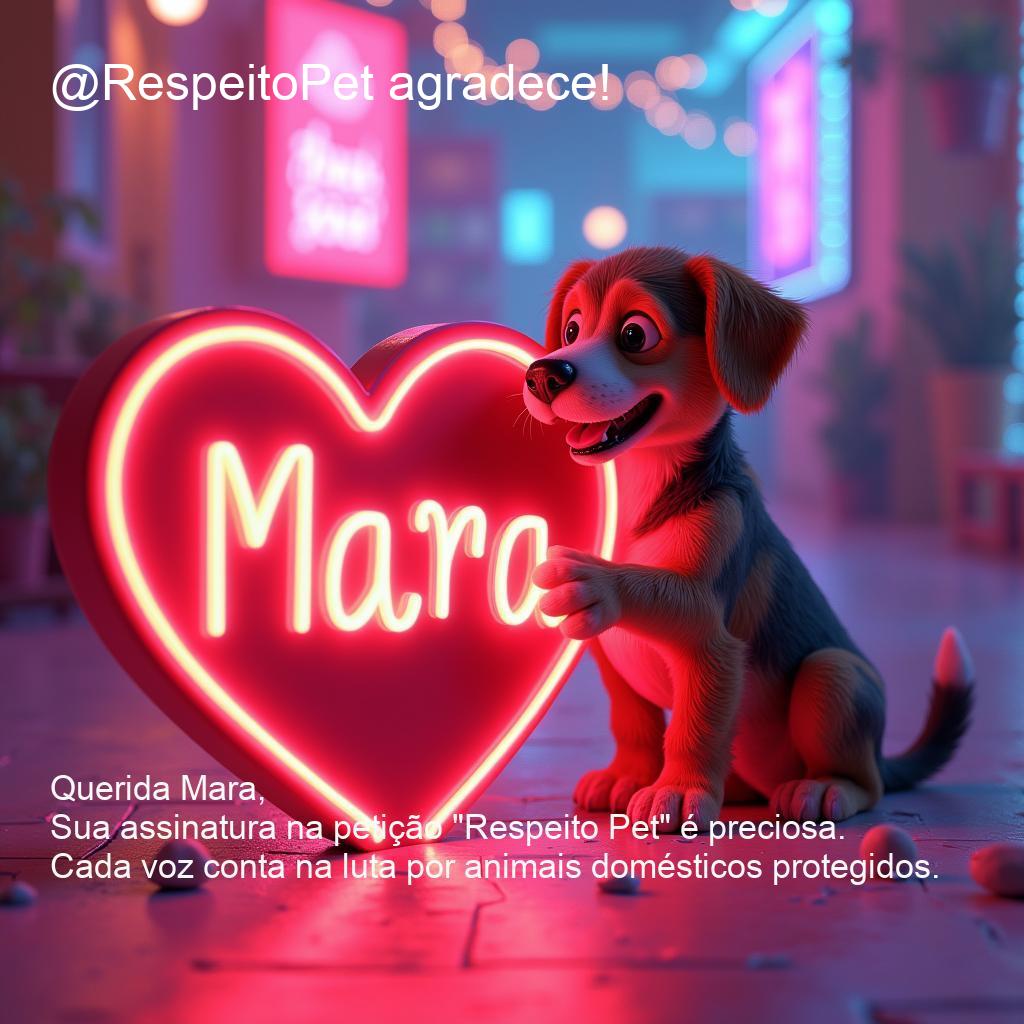 @RespeitoPet agradece!
Mara
Querida Mara,
Sua assinatura na petição "Respeito Pet" é preciosa.
Cada voz conta na luta por animais domésticos protegidos.